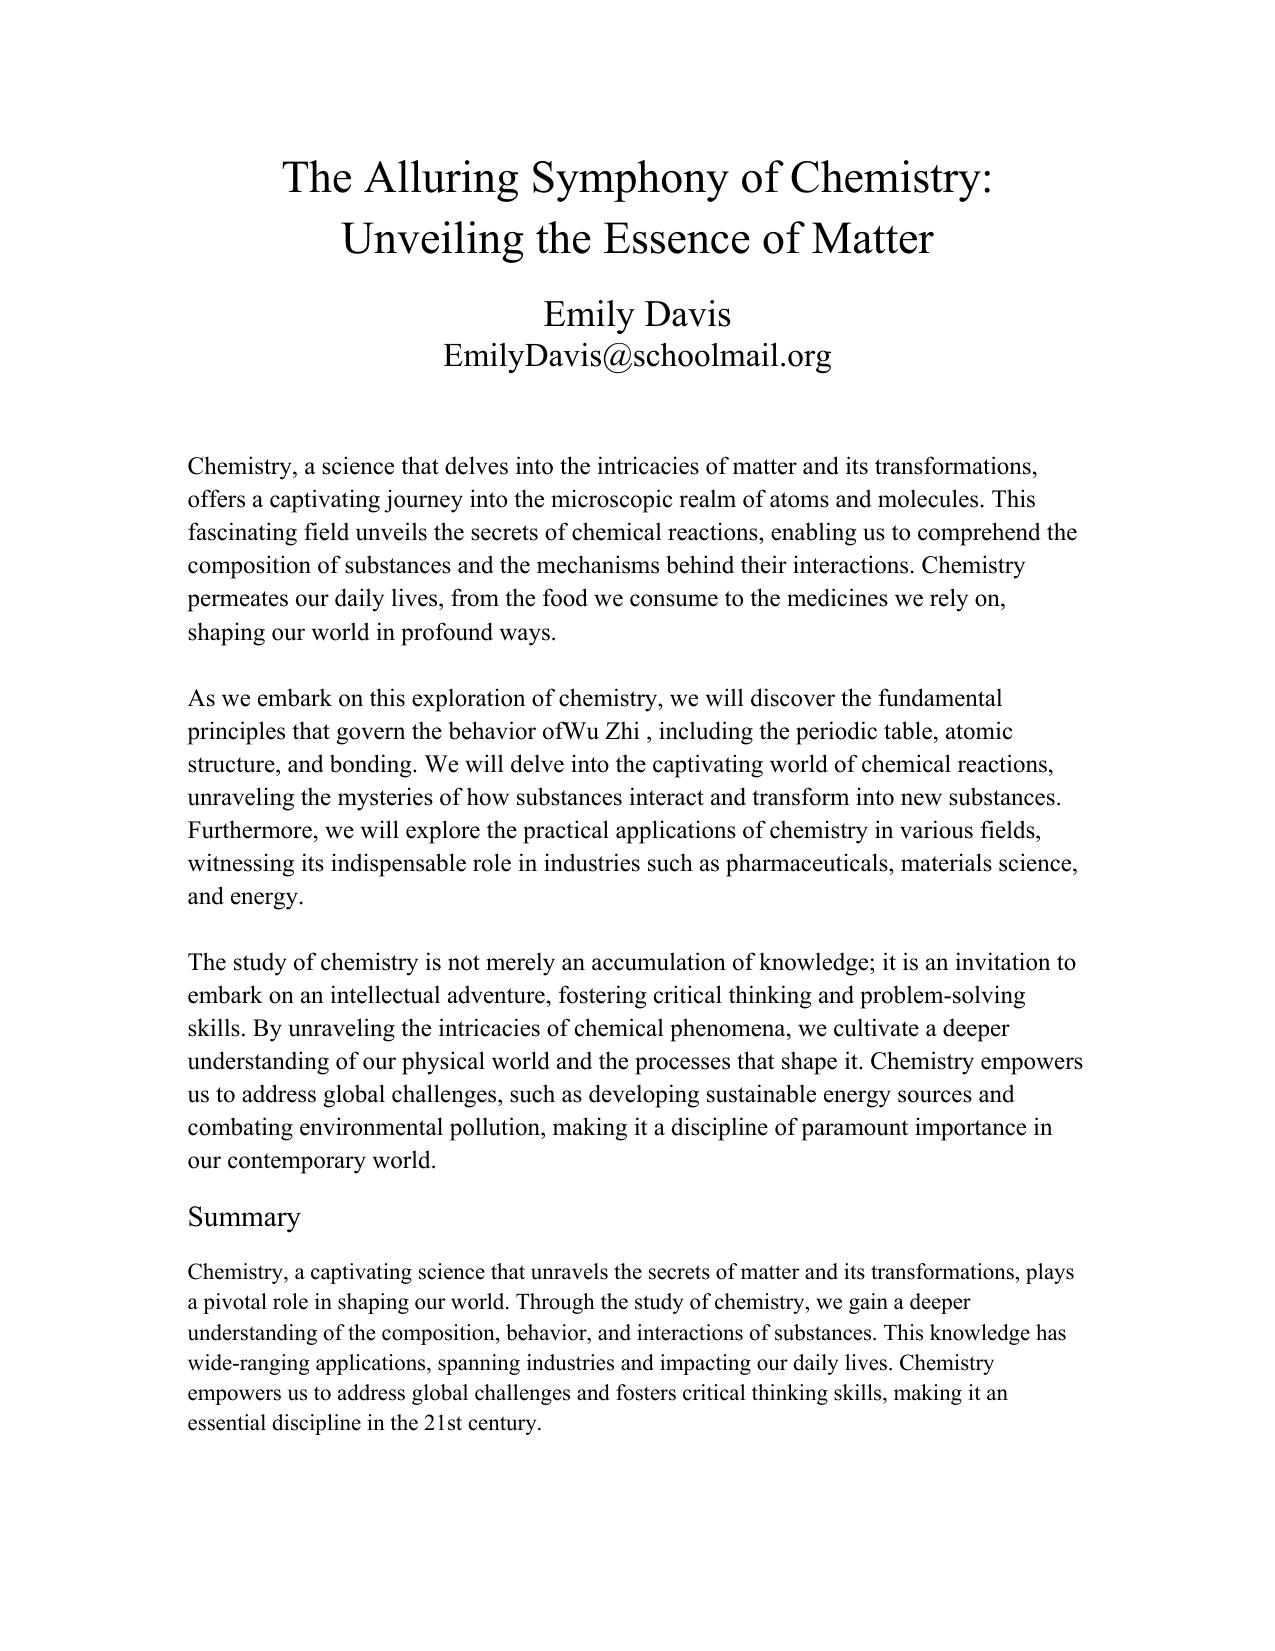 The Alluring Symphony of Chemistry:
Unveiling the Essence of Matter
Emily Davis
EmilyDavis@schoolmail.org
Chemistry, a science that delves into the intricacies of matter and its transformations,
offers a captivating journey into the microscopic realm of atoms and molecules. This
fascinating field unveils the secrets of chemical reactions, enabling us to comprehend the
composition of substances and the mechanisms behind their interactions. Chemistry
permeates our daily lives, from the food we consume to the medicines we rely on,
shaping our world in profound ways.
As we embark on this exploration of chemistry, we will discover the fundamental
principles that govern the behavior ofWu Zhi , including the periodic table, atomic
structure, and bonding. We will delve into the captivating world of chemical reactions,
unraveling the mysteries of how substances interact and transform into new substances.
Furthermore, we will explore the practical applications of chemistry in various fields,
witnessing its indispensable role in industries such as pharmaceuticals, materials science,
and energy.
The study of chemistry is not merely an accumulation of knowledge; it is an invitation to
embark on an intellectual adventure, fostering critical thinking and problem-solving
skills. By unraveling the intricacies of chemical phenomena, we cultivate a deeper
understanding of our physical world and the processes that shape it. Chemistry empowers
us to address global challenges, such as developing sustainable energy sources and
combating environmental pollution, making it a discipline of paramount importance in
our contemporary world.
Summary
Chemistry, a captivating science that unravels the secrets of matter and its transformations, plays
a pivotal role in shaping our world. Through the study of chemistry, we gain a deeper
understanding of the composition, behavior, and interactions of substances. This knowledge has
wide-ranging applications, spanning industries and impacting our daily lives. Chemistry
empowers us to address global challenges and fosters critical thinking skills, making it an
essential discipline in the 21st century.